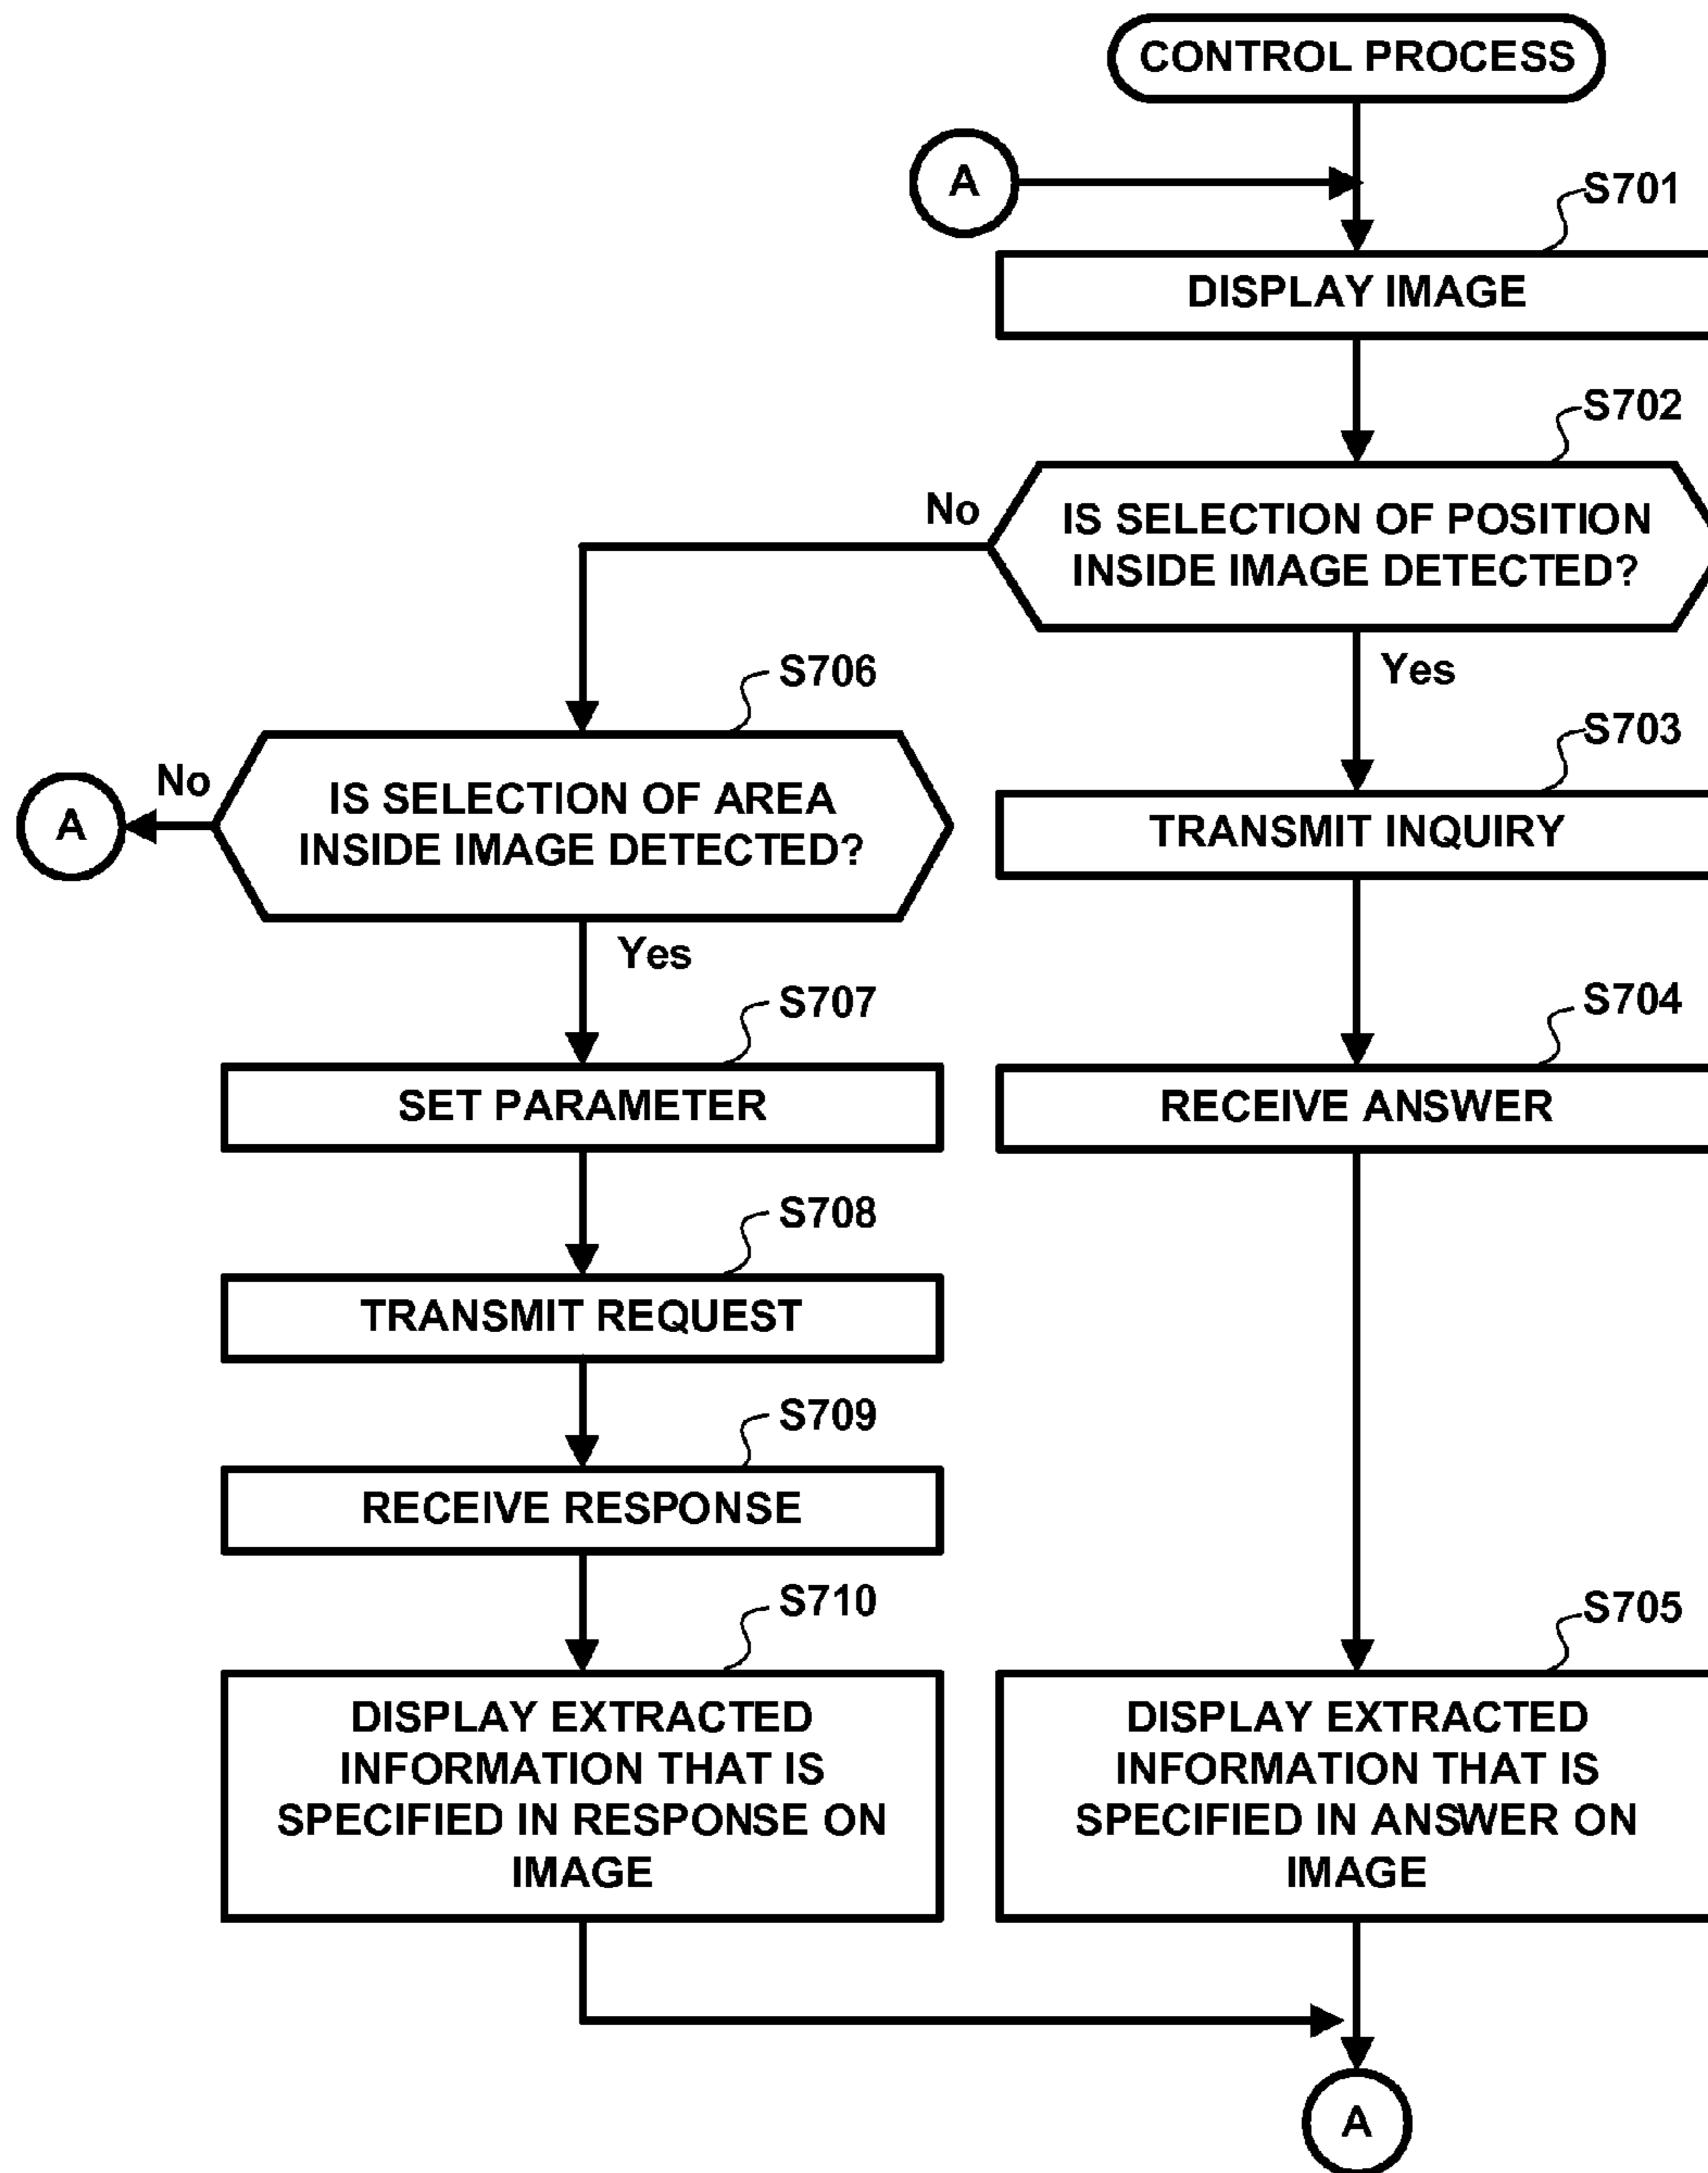 CONTROL PROCESS
A
S701
DISPLAY IMAGE
S702
No
IS SELECTION OF POSITION
INSIDE IMAGE DETECTED?
Yes
S706
No
A
IS SELECTION OF AREA
INSIDE IMAGE DETECTED?
Yes
S703
TRANSMIT INQUIRY
S707
SET PARAMETER
S704
RECEIVE ANSWER
S708
TRANSMIT REQUEST
S709
RECEIVE RESPONSE
S710
DISPLAY EXTRACTED
INFORMATION THAT IS
SPECIFIED IN RESPONSE ON
IMAGE
S705
DISPLAY EXTRACTED
INFORMATION THAT IS
SPECIFIED IN ANSWER ON
IMAGE
A